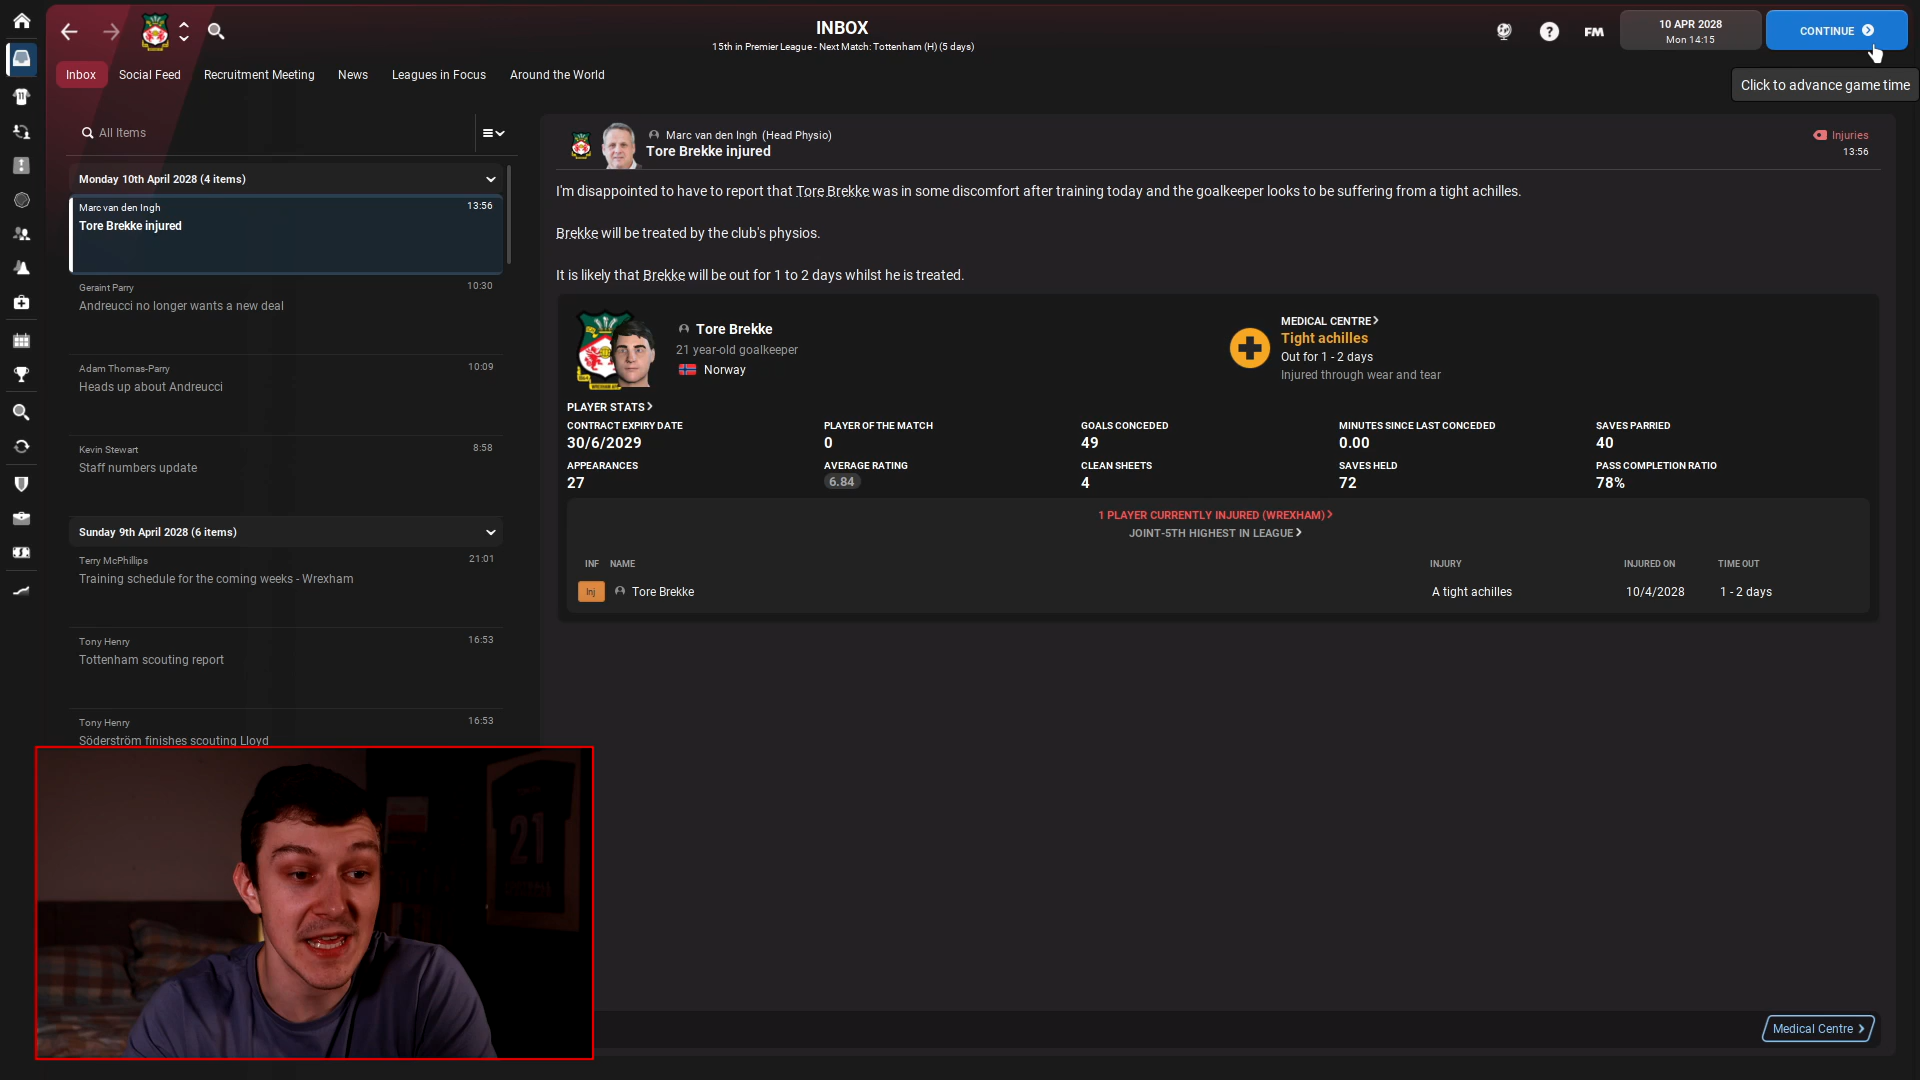 INBOX
15th in Premier League - Next Match: Tottenham (H) (5 days)
FM
10 APR 2028
Mon 14:15
CONTINUE
Click to advance game time
Inbox
Social Feed
Recruitment Meeting
News
Leagues in Focus
Around the World
All Items
Monday 10th April 2028 (4 items)
Marc van den Ingh
13:56
Tore Brekke injured
Geraint Parry
10:30
Andreucci no longer wants a new deal
Adam Thomas-Parry
10:09
Heads up about Andreucci
Kevin Stewart
8:58
Staff numbers update
Sunday 9th April 2028 (6 items)
Terry McPhillips
21:01
Training schedule for the coming weeks - Wrexham
Tony Henry
16:53
Tottenham scouting report
Tony Henry
16:53
Söderström finishes scouting Lloyd
Marc van den Ingh (Head Physio)
Tore Brekke injured
Injuries
13:56
I'm disappointed to have to report that Tore Brekke was in some discomfort after training today and the goalkeeper looks to be suffering from a tight achilles.
Brekke will be treated by the club's physios.
It is likely that Brekke will be out for 1 to 2 days whilst he is treated.
Tore Brekke
21 year-old goalkeeper
Norway
MEDICAL CENTRE
Tight achilles
Out for 1 - 2 days
Injured through wear and tear
PLAYER STATS
CONTRACT EXPIRY DATE
30/6/2029
PLAYER OF THE MATCH
0
GOALS CONCEDED
49
MINUTES SINCE LAST CONCEDED
0.00
SAVES PARRIED
40
APPEARANCES
27
AVERAGE RATING
6.84
CLEAN SHEETS
4
SAVES HELD
72
PASS COMPLETION RATIO
78%
1 PLAYER CURRENTLY INJURED (WREXHAM)
JOINT-5TH HIGHEST IN LEAGUE
INF NAME INJURY INJURED ON TIME OUT
Inj Tore Brekke A tight achilles 10/4/2028 1 - 2 days
21
Medical Centre